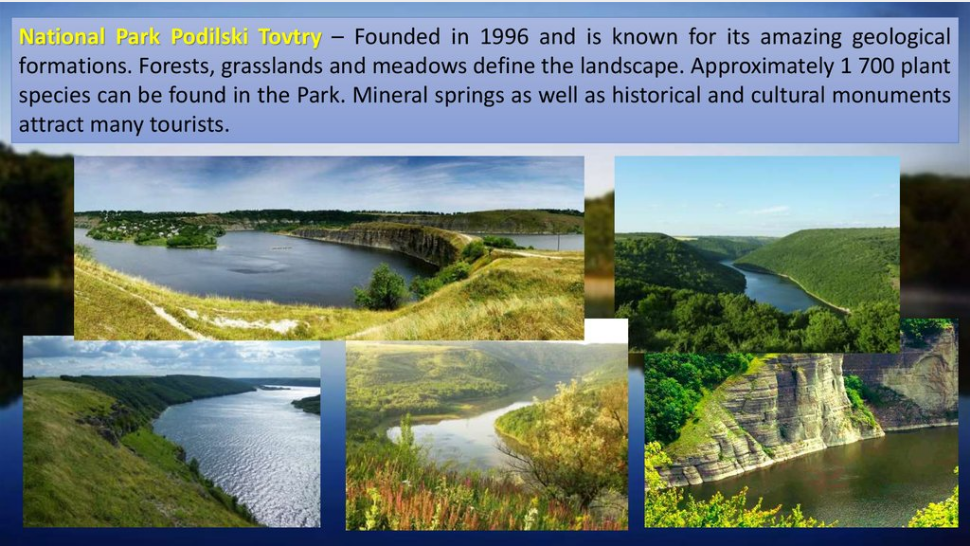 National Park Podilski Tovtry – Founded in 1996 and is known for its amazing geological
formations. Forests, grasslands and meadows define the landscape. Approximately 1 700 plant
species can be found in the Park. Mineral springs as well as historical and cultural monuments
attract many tourists.